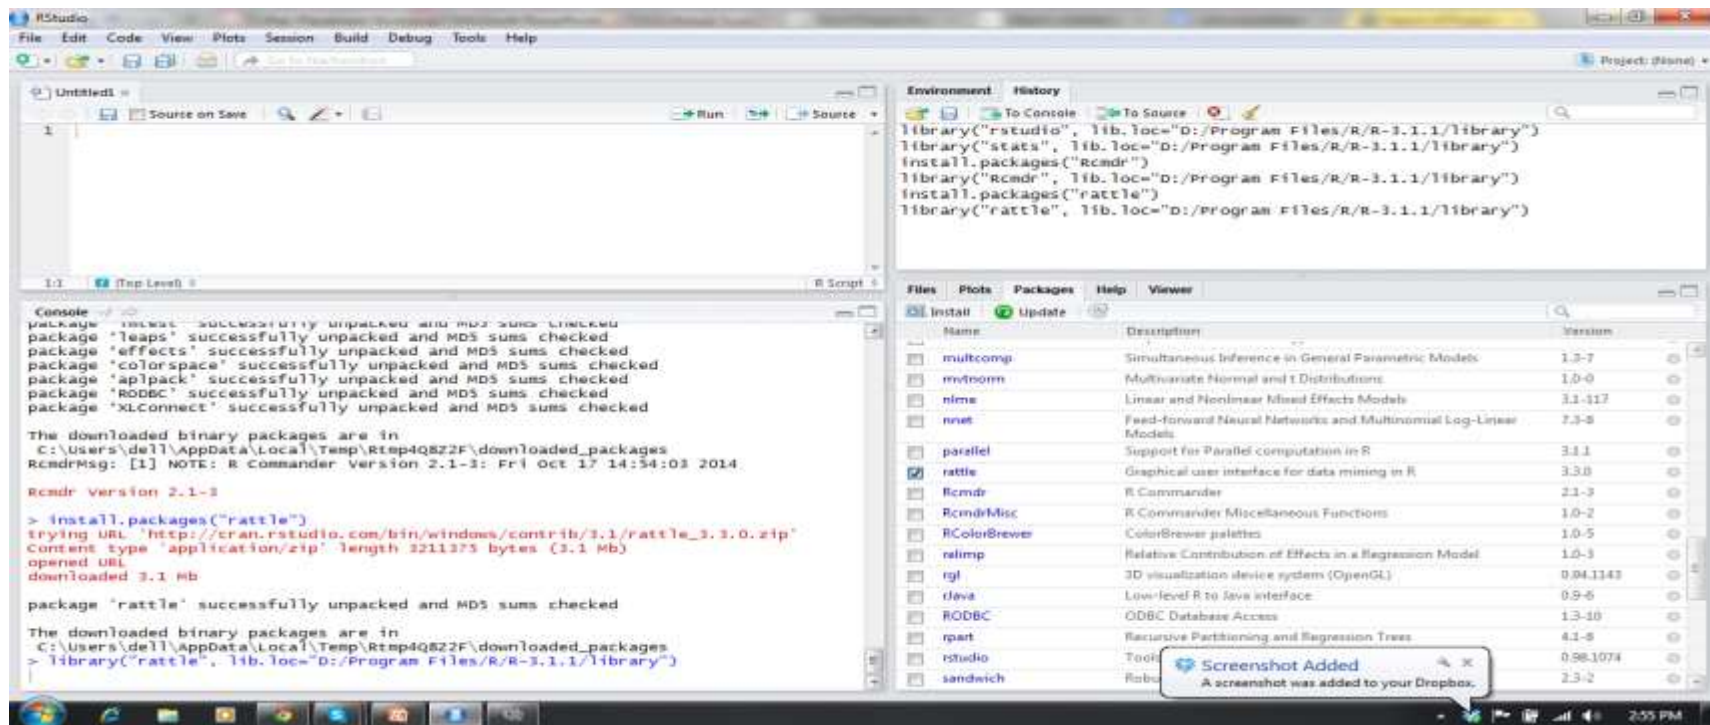 RStudio
File Edit Code View Plots Session Build Debug Tools Help
Go to file/function
Project: (None)
Untitled1
Source on Save
Run
Source
1
1:1 (Top Level) R Script
Console
package 'lmtest' successfully unpacked and MD5 sums checked
package 'leaps' successfully unpacked and MD5 sums checked
package 'effects' successfully unpacked and MD5 sums checked
package 'colorspace' successfully unpacked and MD5 sums checked
package 'aplpack' successfully unpacked and MD5 sums checked
package 'RODBC' successfully unpacked and MD5 sums checked
package 'XLConnect' successfully unpacked and MD5 sums checked
The downloaded binary packages are in
C:\Users\dell\AppData\Local\Temp\Rtmp4Q8Z2F\downloaded_packages
RcmdrMsg: [1] NOTE: R Commander Version 2.1-3: Fri Oct 17 14:54:03 2014
Rcmdr Version 2.1-3
> install.packages("rattle")
trying URL 'http://cran.rstudio.com/bin/windows/contrib/3.1/rattle_3.3.0.zip'
Content type 'application/zip' length 3211375 bytes (3.1 Mb)
opened URL
downloaded 3.1 Mb
package 'rattle' successfully unpacked and MD5 sums checked
The downloaded binary packages are in
C:\Users\dell\AppData\Local\Temp\Rtmp4Q8Z2F\downloaded_packages
> library("rattle", lib.loc="D:/Program Files/R/R-3.1.1/library")
Environment History
To Console To Source
library("rstudio", lib.loc="D:/Program Files/R/R-3.1.1/library")
library("stats", lib.loc="D:/Program Files/R/R-3.1.1/library")
install.packages("Rcmdr")
library("Rcmdr", lib.loc="D:/Program Files/R/R-3.1.1/library")
install.packages("rattle")
library("rattle", lib.loc="D:/Program Files/R/R-3.1.1/library")
Files Plots Packages Help Viewer
Install Update
Name Description Version
multcomp Simultaneous Inference in General Parametric Models 1.3-7
mvtnorm Multivariate Normal and t Distributions 1.0-0
nlme Linear and Nonlinear Mixed Effects Models 3.1-117
nnet Feed-forward Neural Networks and Multinomial Log-Linear Models 7.3-8
parallel Support for Parallel computation in R 3.1.1
rattle Graphical user interface for data mining in R 3.3.0
Rcmdr R Commander 2.1-3
RcmdrMisc R Commander Miscellaneous Functions 1.0-2
RColorBrewer ColorBrewer palettes 1.0-5
relimp Relative Contribution of Effects in a Regression Model 1.0-3
rgl 3D visualization device system (OpenGL) 0.94.1143
rJava Low-level R to Java interface 0.9-6
RODBC ODBC Database Access 1.3-10
rpart Recursive Partitioning and Regression Trees 4.1-8
rstudio 0.98.1074
sandwich 2.3-2
Screenshot Added
A screenshot was added to your Dropbox.
2:55 PM